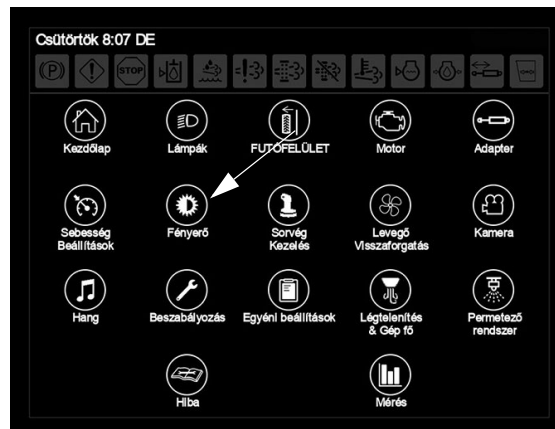 Csütörtök 8:07 DE
(P) STOP
Kezdőlap Lámpák FUTÓFELÜLET Motor Adapter
Sebesség Beállítások Fényerő Sorvég Kezelés Levegő Visszaforgatás Kamera
Hang Beszabályozás Egyéni beállítások Légtelenítés & Gép fő Permetező rendszer
Hiba Mérés